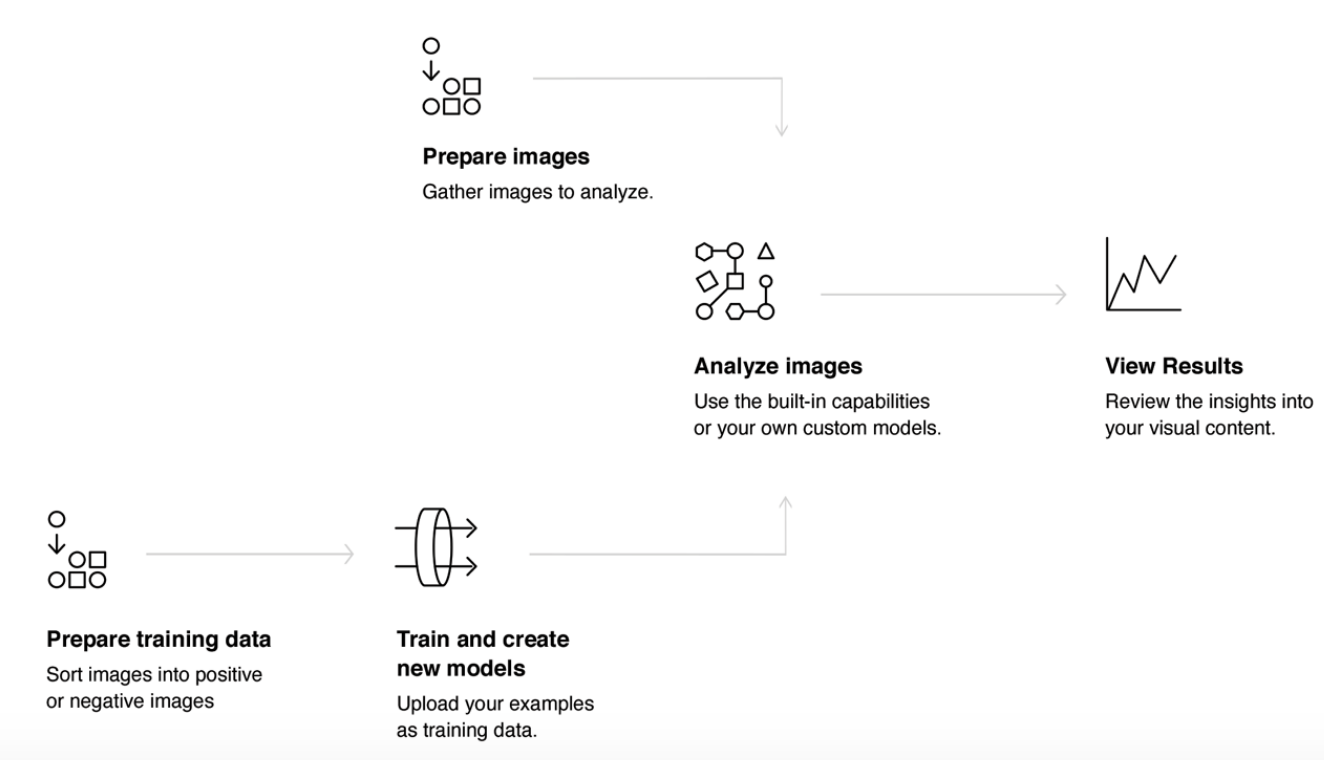 Prepare images
Gather images to analyze.
Analyze images
Use the built-in capabilities
or your own custom models.
View Results
Review the insights into
your visual content.
Prepare training data
Sort images into positive
or negative images
Train and create
new models
Upload your examples
as training data.